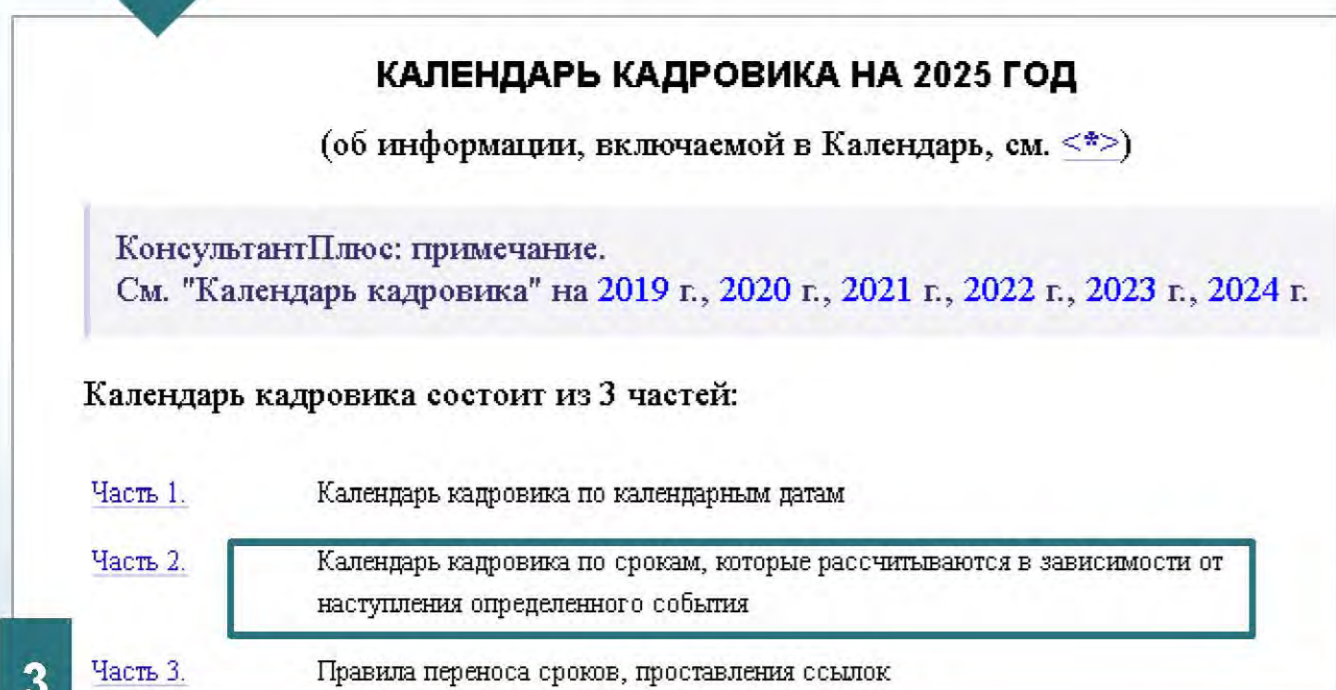 КАЛЕНДАРЬ КАДРОВИКА НА 2025 ГОД
(об информации, включаемой в Календарь, см. <*>)
КонсультантПлюс: примечание.
См. "Календарь кадровика" на 2019 г., 2020 г., 2021 г., 2022 г., 2023 г., 2024 г.
Календарь кадровика состоит из 3 частей:
Часть 1. Календарь кадровика по календарным датам
Часть 2. Календарь кадровика по срокам, которые рассчитываются в зависимости от
наступления определенного события
3
Часть 3. Правила переноса сроков, проставления ссылок